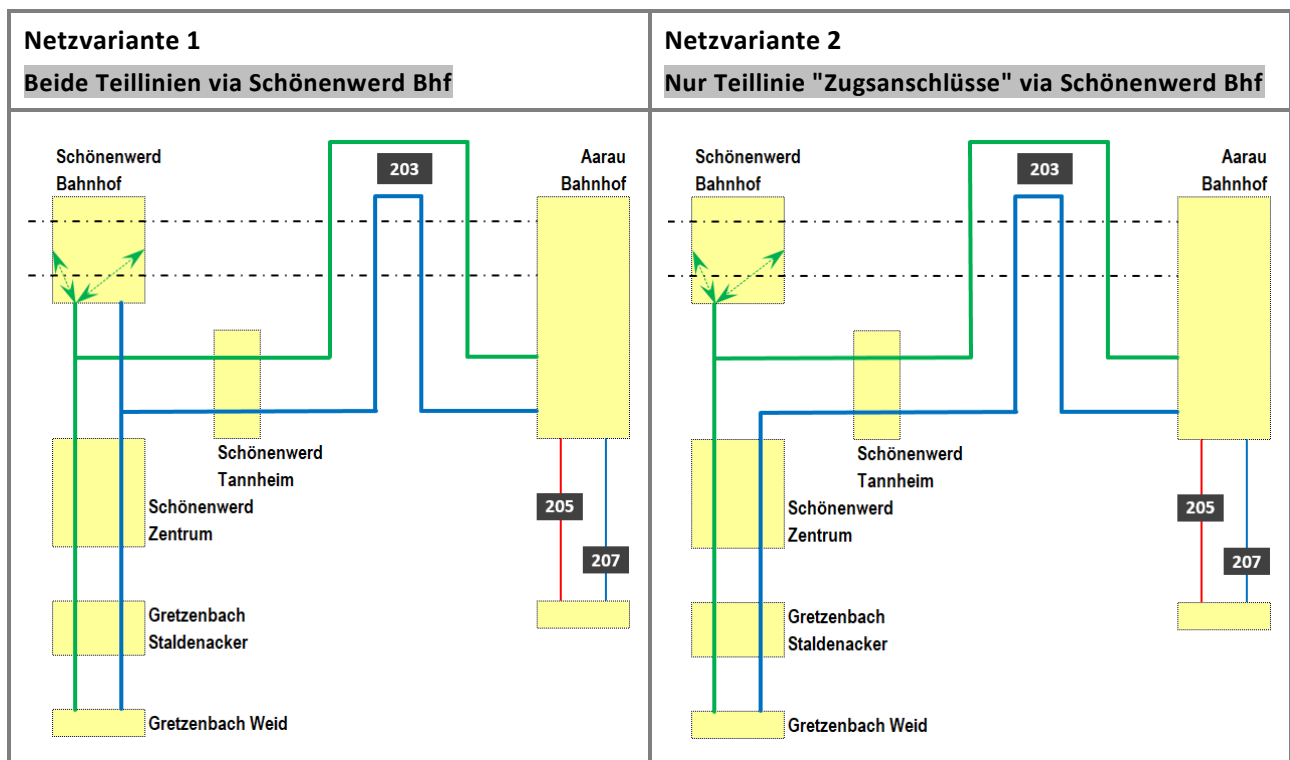 Netzvariante 1
Beide Teillinien via Schönenwerd Bhf
Schönenwerd
Bahnhof
203
Aarau
Bahnhof
Schönenwerd
Tannheim
Schönenwerd
Zentrum
205
207
Gretzenbach
Staldenacker
Gretzenbach Weid
Netzvariante 2
Nur Teillinie "Zugsanschlüsse" via Schönenwerd Bhf
Schönenwerd
Bahnhof
203
Aarau
Bahnhof
Schönenwerd
Tannheim
Schönenwerd
Zentrum
205
207
Gretzenbach
Staldenacker
Gretzenbach Weid